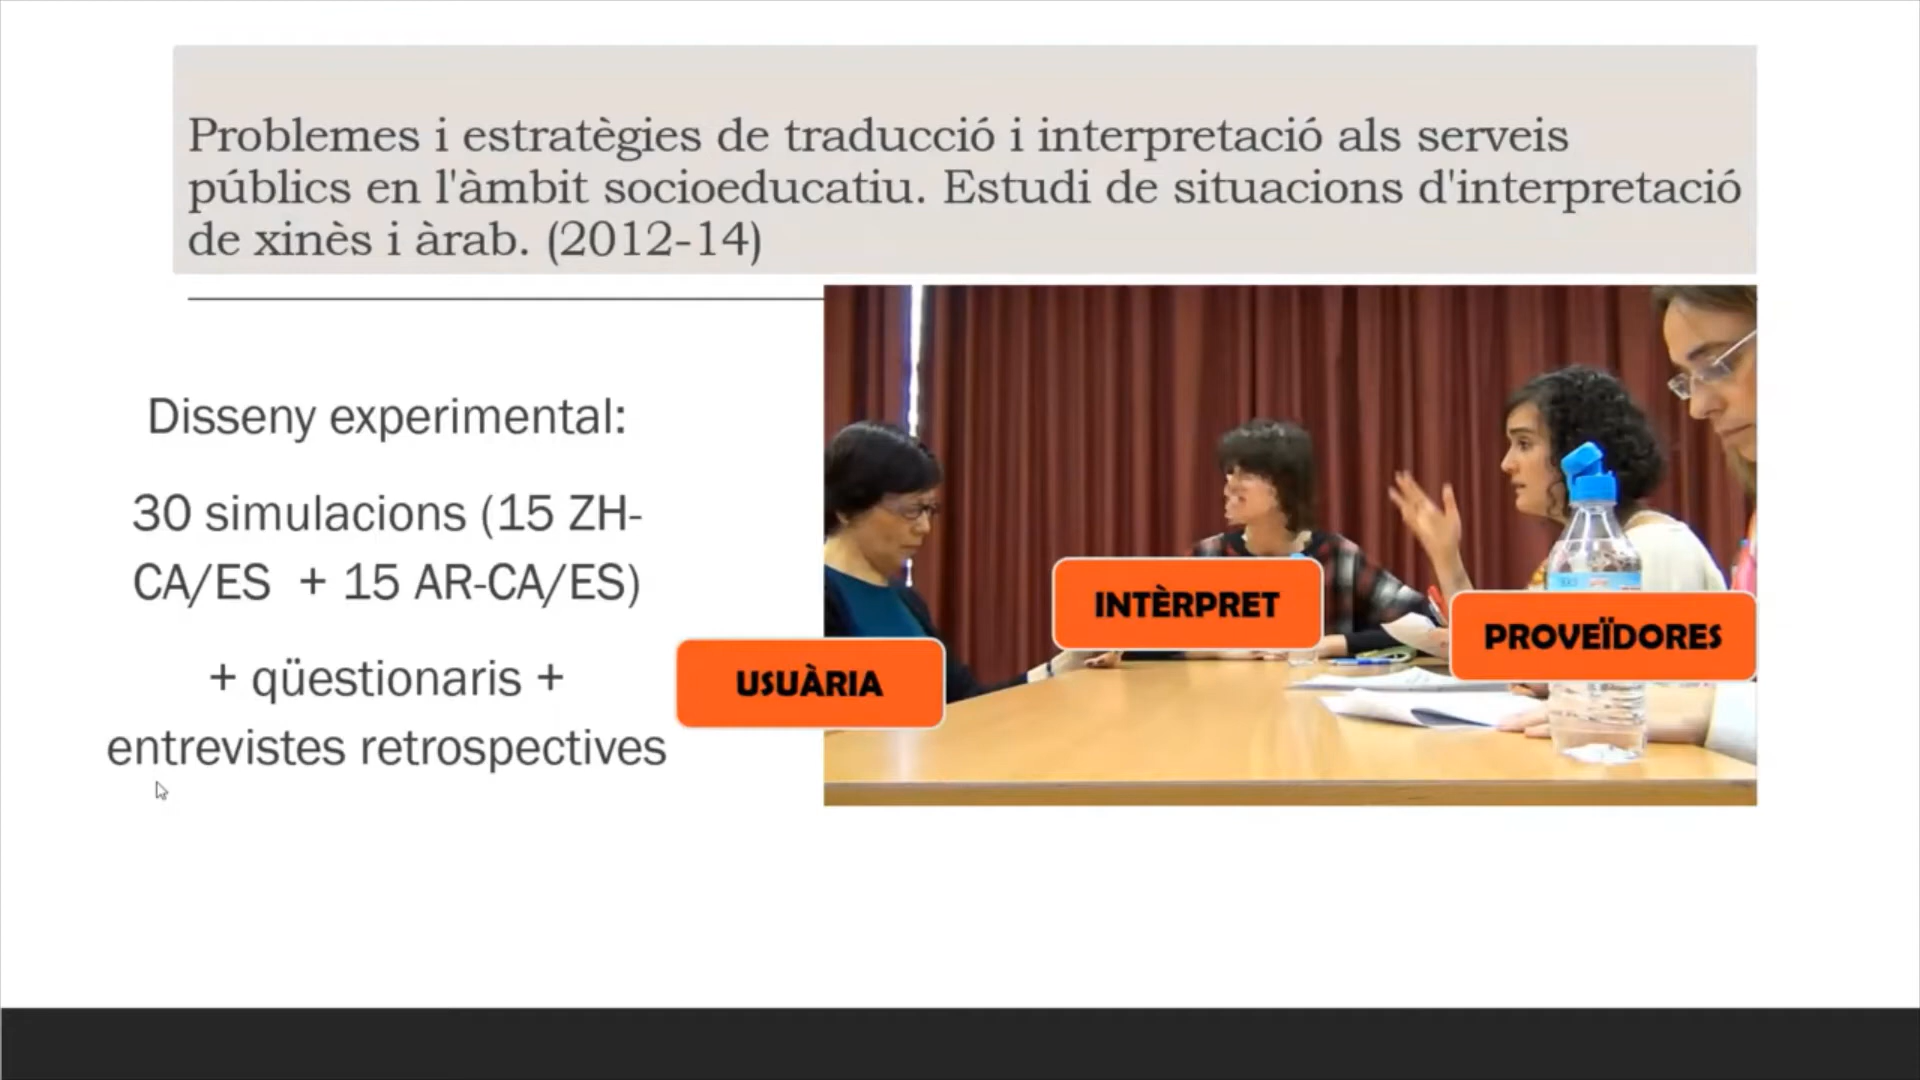 Problemes i estratègies de traducció i interpretació als serveis
públics en l'àmbit socioeducatiu. Estudi de situacions d'interpretació
de xinès i àrab. (2012-14)
Disseny experimental:
30 simulacions (15 ZH-
CA/ES + 15 AR-CA/ES)
+ qüestionaris +
entrevistes retrospectives
USUÀRIA
INTÈRPRET
PROVEÏDORES